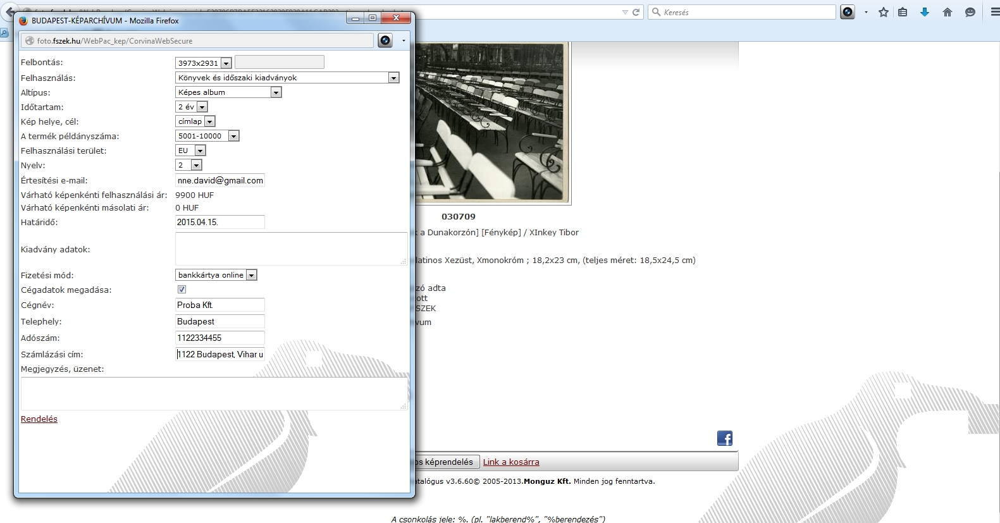 BUDAPEST-KÉPARCHÍVUM - Mozilla Firefox
Keresés
foto.fszek.hu/WebPac_kep/CorvinaWebSecure
Felbontás: 3973x2931
Felhasználás: Könyvek és időszaki kiadványok
Altípus: Képes album
Időtartam: 2 év
Kép helye, cél: címlap
A termék példányszáma: 5001-10000
Felhasználási terület: EU
Nyelv: 2
Értesítési e-mail: nne.david@gmail.com
Várható képenkénti felhasználási ár: 9900 HUF
Várható képenkénti másolati ár: 0 HUF
Határidő: 2015.04.15.
Kiadvány adatok:
Fizetési mód: bankkártya online
Cégadatok megadása:
Cégnév: Proba Kft.
Telephely: Budapest
Adószám: 1122334455
Számlázási cím: 1122 Budapest, Vihar u
Megjegyzés, üzenet:
Rendelés
030709
k a Dunakorzón] [Fénykép] / XInkey Tibor
latinos Xezüst, Xmonokróm ; 18,2x23 cm, (teljes méret: 18,5x24,5 cm)
zó adta
ott
SZEK
vum
os képrendelés Link a kosárra
atalógus v3.6.60© 2005-2013.Monguz Kft. Minden jog fenntartva.
A csonkolás jele: %. (pl. "lakberend%", "%berendezés")